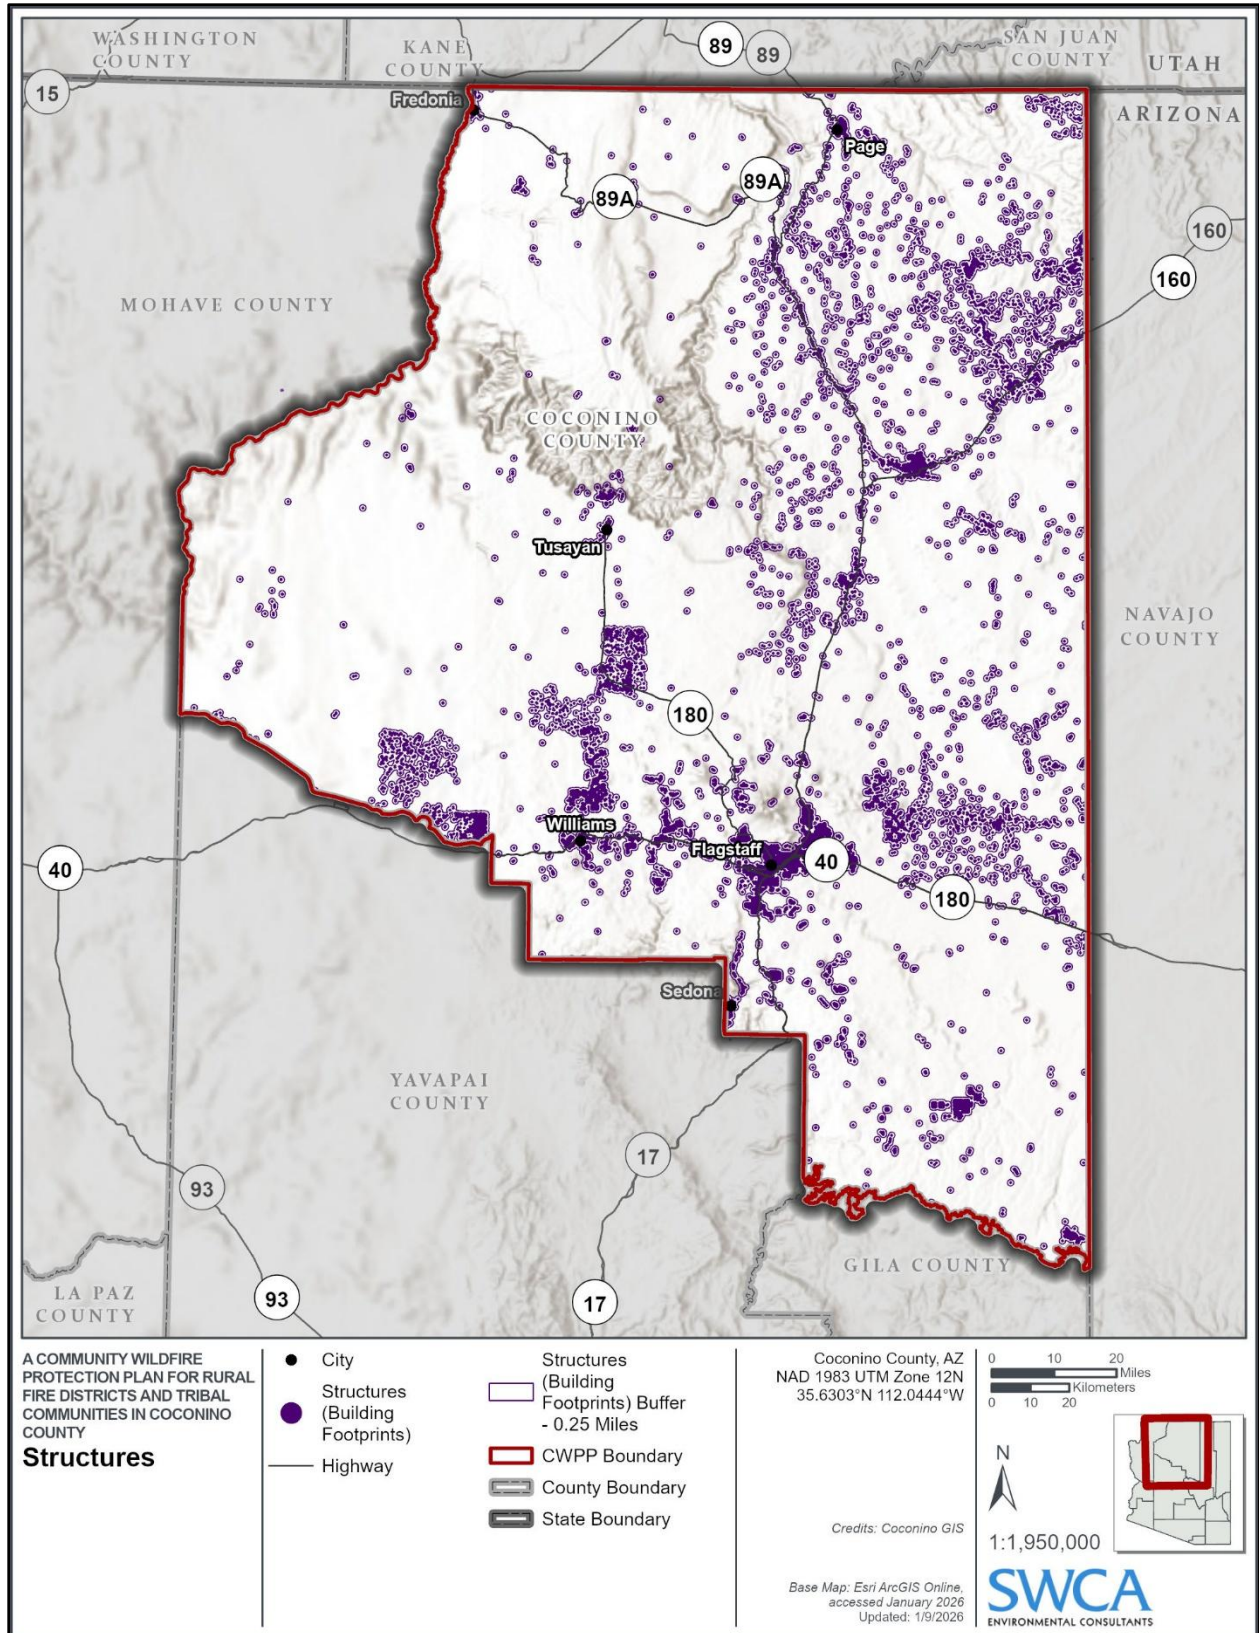 WASHINGTON
COUNTY
KANE
COUNTY
89
89
SAN JUAN
COUNTY
UTAH
15
Fredonia
ARIZONA
Page
89A
89A
160
160
MOHAVE COUNTY
COCONINO
COUNTY
Tusayan
NAVAJO
COUNTY
180
Williams
Flagstaff
40
40
180
Sedona
YAVAPAI
COUNTY
17
93
GILA COUNTY
LA PAZ
COUNTY
93
17
A COMMUNITY WILDFIRE
PROTECTION PLAN FOR RURAL
FIRE DISTRICTS AND TRIBAL
COMMUNITIES IN COCONINO
COUNTY
Structures
City
Structures
(Building
Footprints)
Highway
Structures
(Building
Footprints) Buffer
- 0.25 Miles
CWPP Boundary
County Boundary
State Boundary
Coconino County, AZ
NAD 1983 UTM Zone 12N
35.6303°N 112.0444°W
Credits: Coconino GIS
Base Map: Esri ArcGIS Online,
accessed January 2026
Updated: 1/9/2026
0 10 20
Miles
Kilometers
0 10 20
N
1:1,950,000
SWCA
ENVIRONMENTAL CONSULTANTS